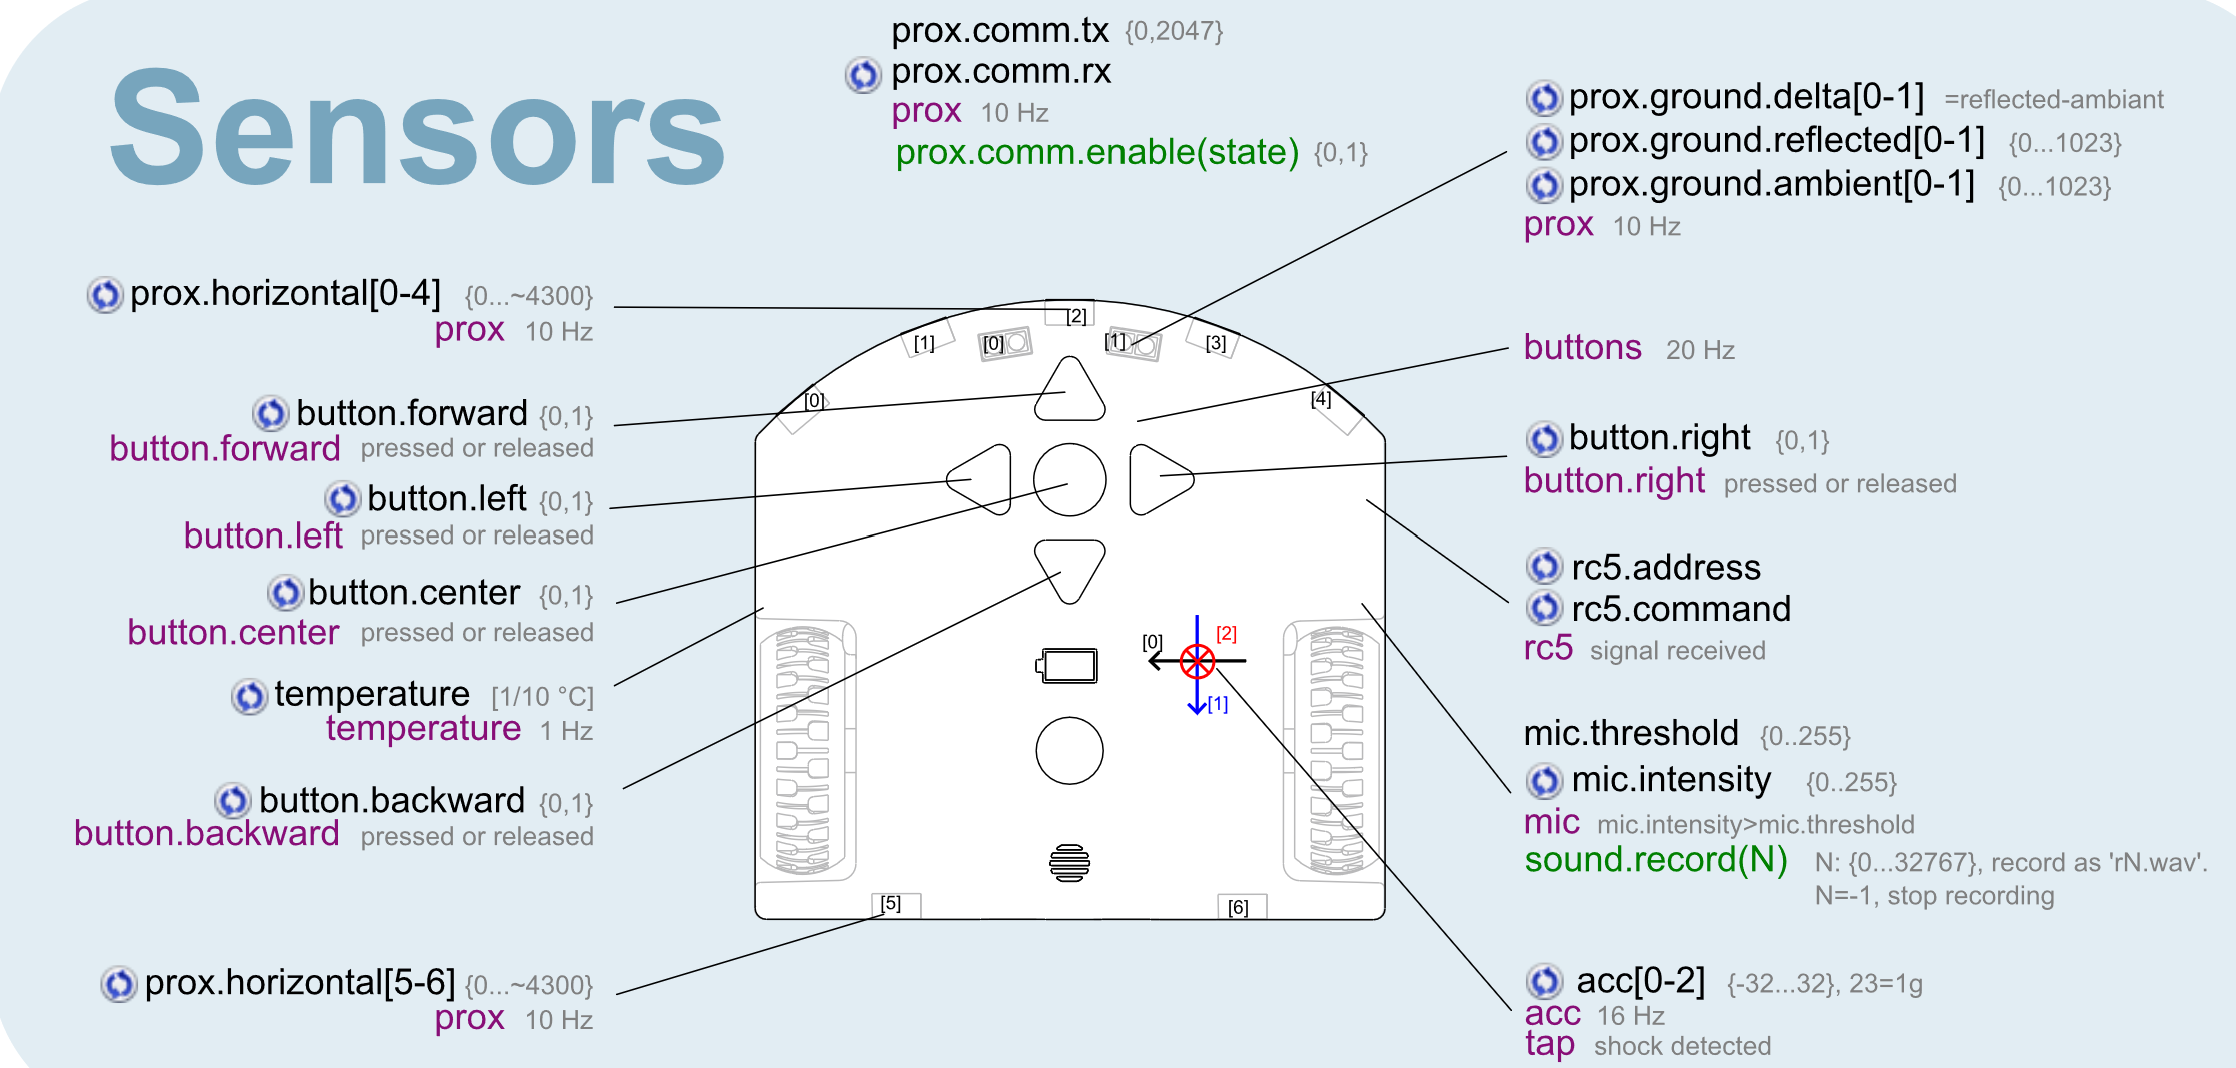 Sensors
prox.comm.tx {0,2047}
prox.comm.rx
prox 10 Hz
prox.comm.enable(state) {0,1}
prox.ground.delta[0-1] =reflected-ambiant
prox.ground.reflected[0-1] {0...1023}
prox.ground.ambient[0-1] {0...1023}
prox 10 Hz
prox.horizontal[0-4] {0...~4300}
prox 10 Hz
button.forward {0,1}
button.forward pressed or released
button.left {0,1}
button.left pressed or released
button.center {0,1}
button.center pressed or released
temperature [1/10 °C]
temperature 1 Hz
button.backward {0,1}
button.backward pressed or released
prox.horizontal[5-6] {0...~4300}
prox 10 Hz
[2]
[1] [0] [1] [3]
[0] [4]
[0] [2]
[1]
[5] [6]
buttons 20 Hz
button.right {0,1}
button.right pressed or released
rc5.address
rc5.command
rc5 signal received
mic.threshold {0..255}
mic.intensity {0..255}
mic mic.intensity>mic.threshold
sound.record(N) N: {0...32767}, record as 'rN.wav'.
N=-1, stop recording
acc[0-2] {-32...32}, 23=1g
acc 16 Hz
tap shock detected